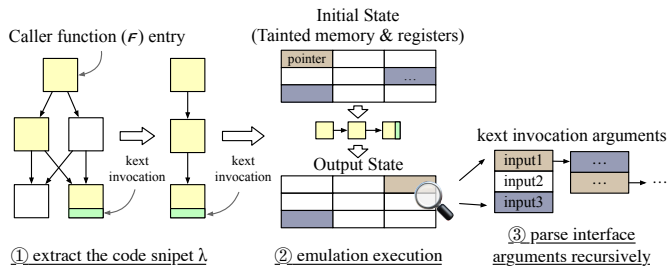 Caller function (F) entry
kext
invocation
kext
invocation
① extract the code snipet λ
Initial State
(Tainted memory & registers)
pointer
...
Output State
② emulation execution
kext invocation arguments
input1
input2
input3
...
...
...
③ parse interface
arguments recursively